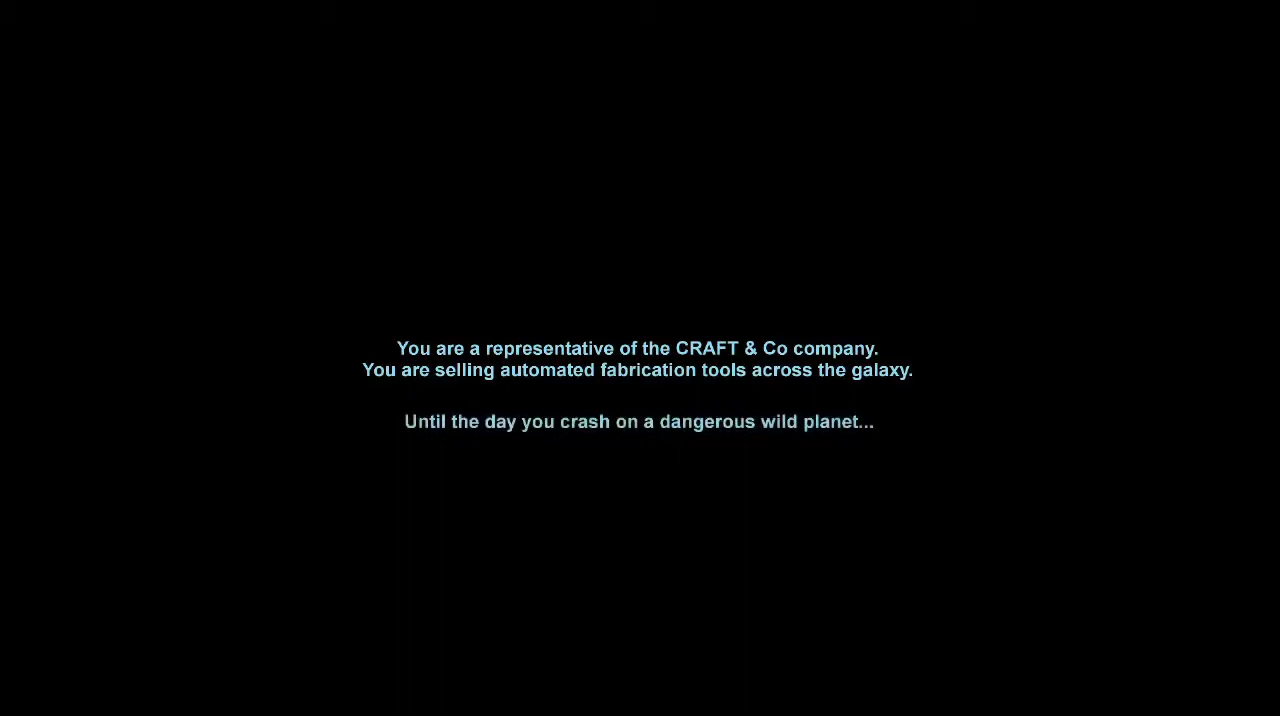 You are a representative of the CRAFT & Co company.
You are selling automated fabrication tools across the galaxy.
Until the day you crash on a dangerous wild planet...